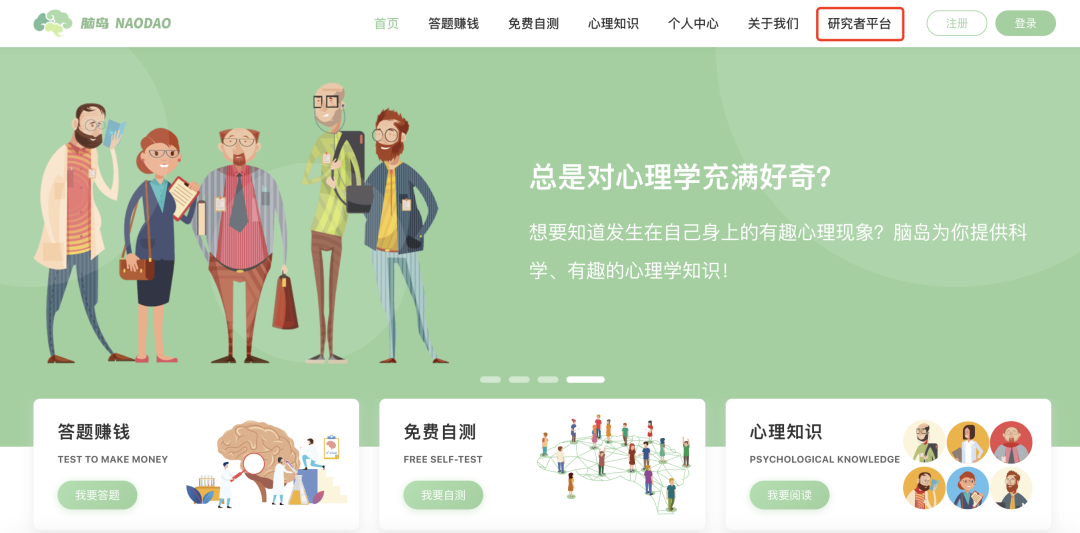 脑岛 NAODAO
首页 答题赚钱 免费自测 心理知识 个人中心 关于我们 研究者平台 注册 登录
总是对心理学充满好奇?
想要知道发生在自己身上的有趣心理现象？脑岛为你提供科
学、有趣的心理学知识！
答题赚钱
TEST TO MAKE MONEY
我要答题
免费自测
FREE SELF-TEST
我要自测
心理知识
PSYCHOLOGICAL KNOWLEDGE
我要阅读